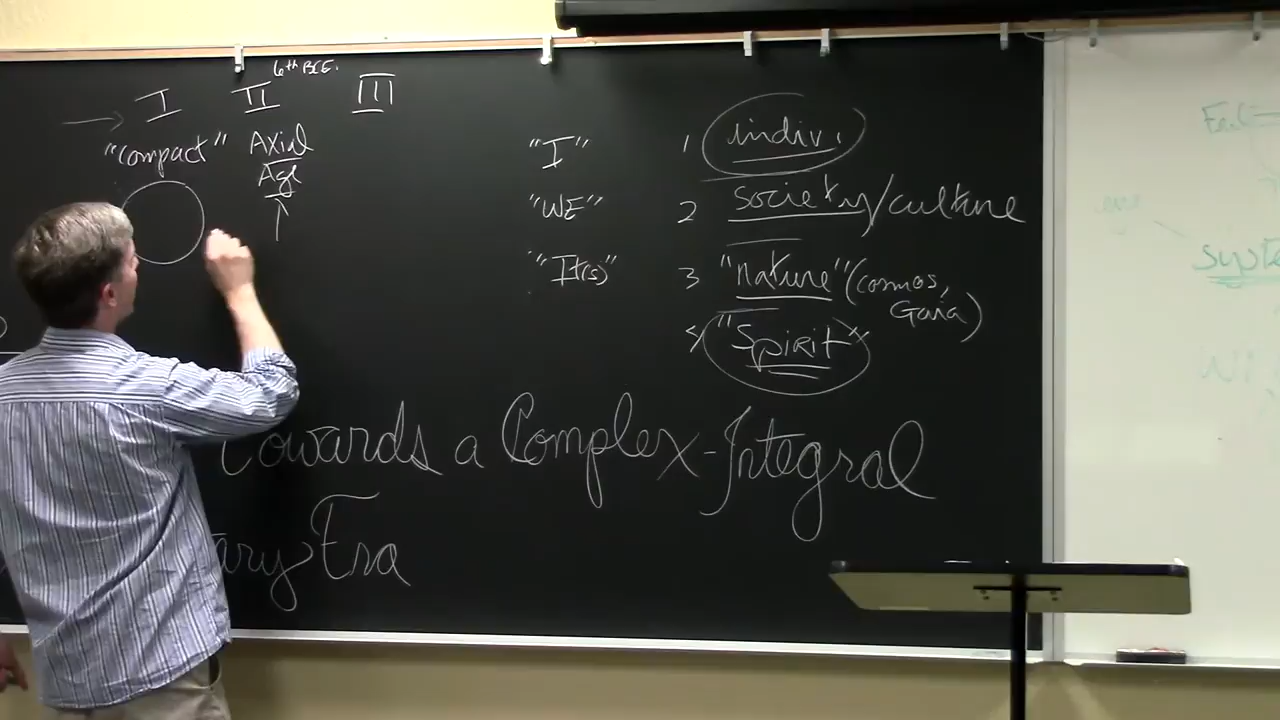 I II 6th BCE. III
"compact" Axial
Age
"I" 1 indiv.
"WE" 2 society/culture
"It(s)" 3 "nature" (cosmos,
Gaia)
4 "Spirit"
Towards a Complex-Integral
Era